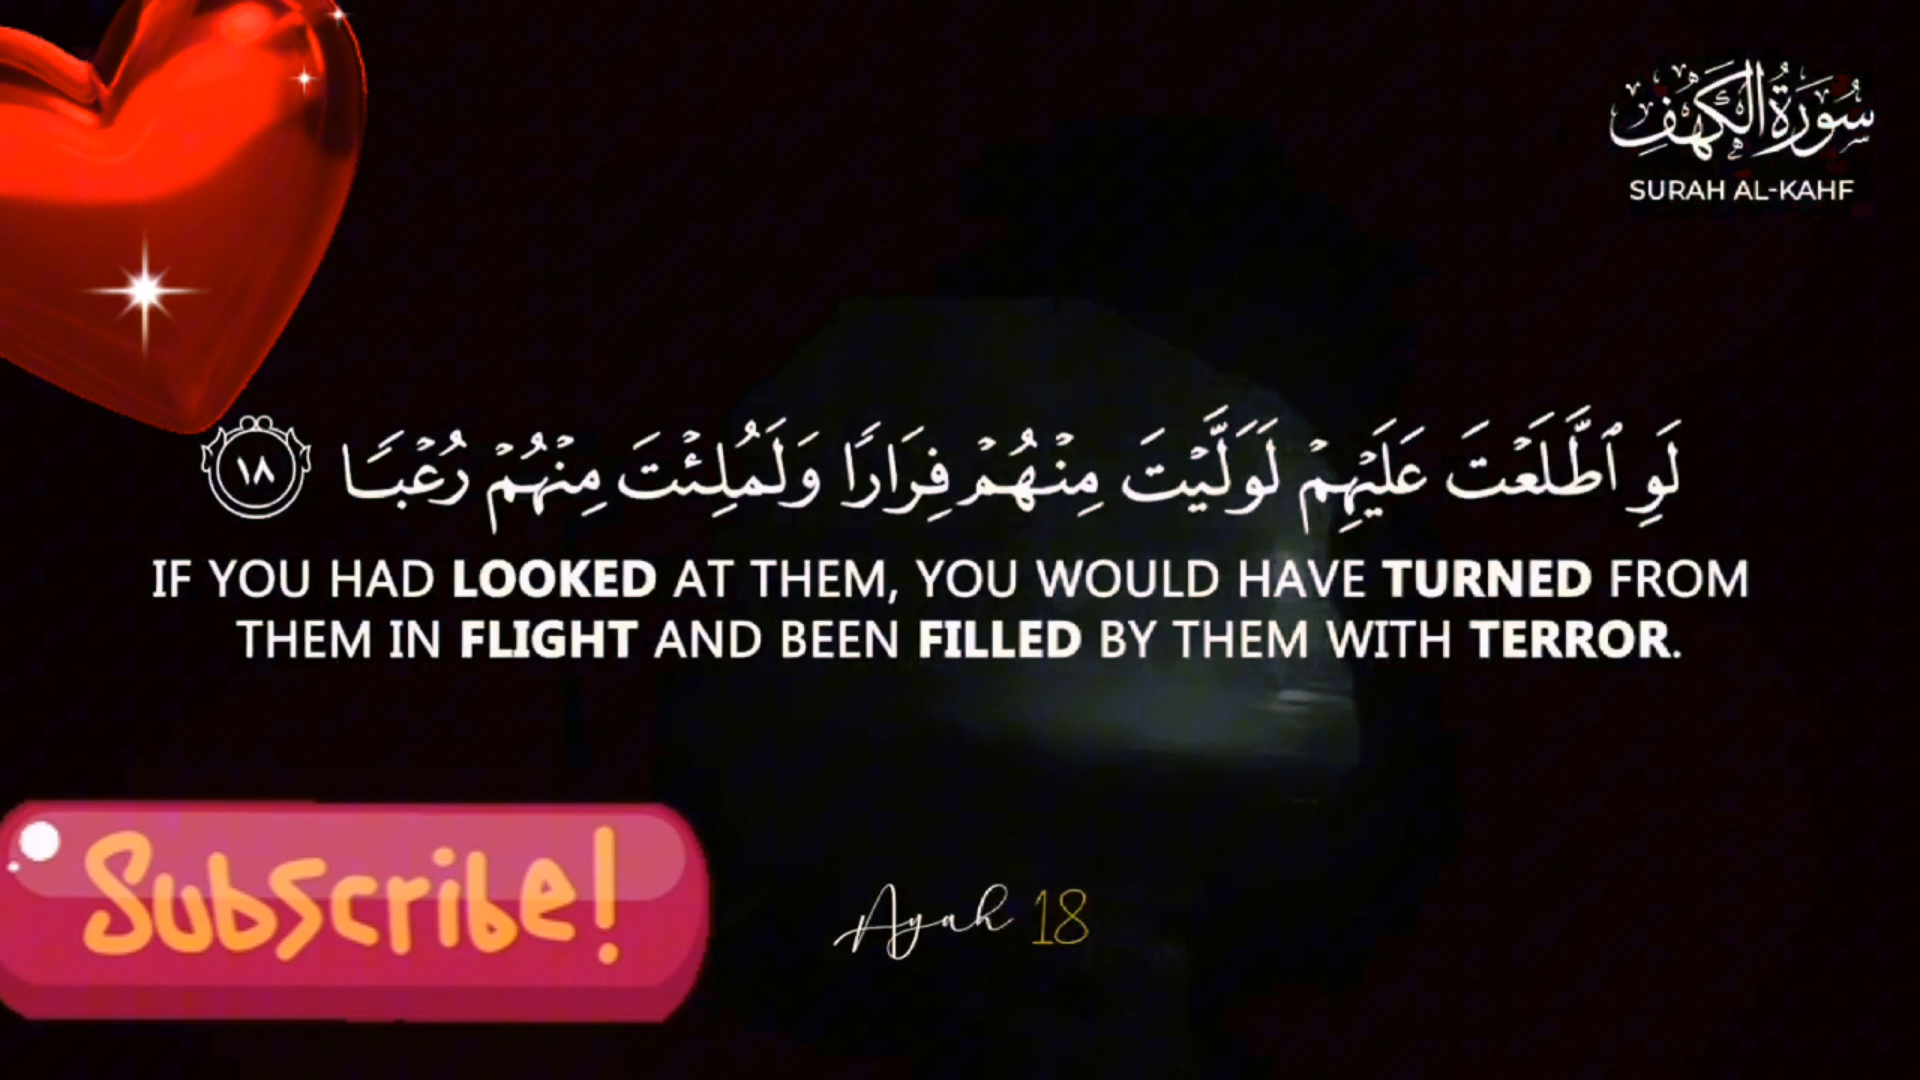 سُورَةُ الكَهْفِ
SURAH AL-KAHF
لَوِ ٱطَّلَعْتَ عَلَيْهِمْ لَوَلَّيْتَ مِنْهُمْ فِرَارًا وَلَمُلِئْتَ مِنْهُمْ رُعْبًا ١٨
IF YOU HAD LOOKED AT THEM, YOU WOULD HAVE TURNED FROM
THEM IN FLIGHT AND BEEN FILLED BY THEM WITH TERROR.
Subscribe!
Ayah 18